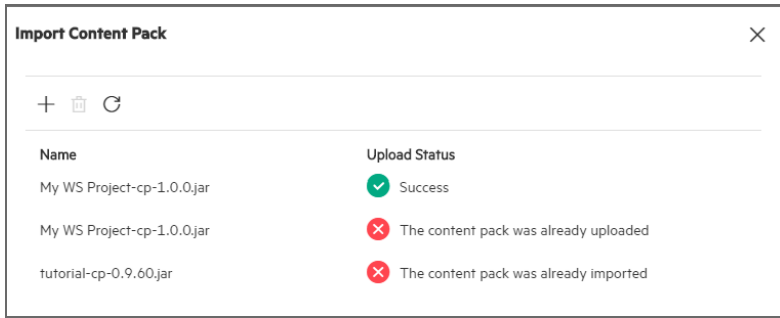 Import Content Pack
Name Upload Status
My WS Project-cp-1.0.0.jar Success
My WS Project-cp-1.0.0.jar The content pack was already uploaded
tutorial-cp-0.9.60.jar The content pack was already imported